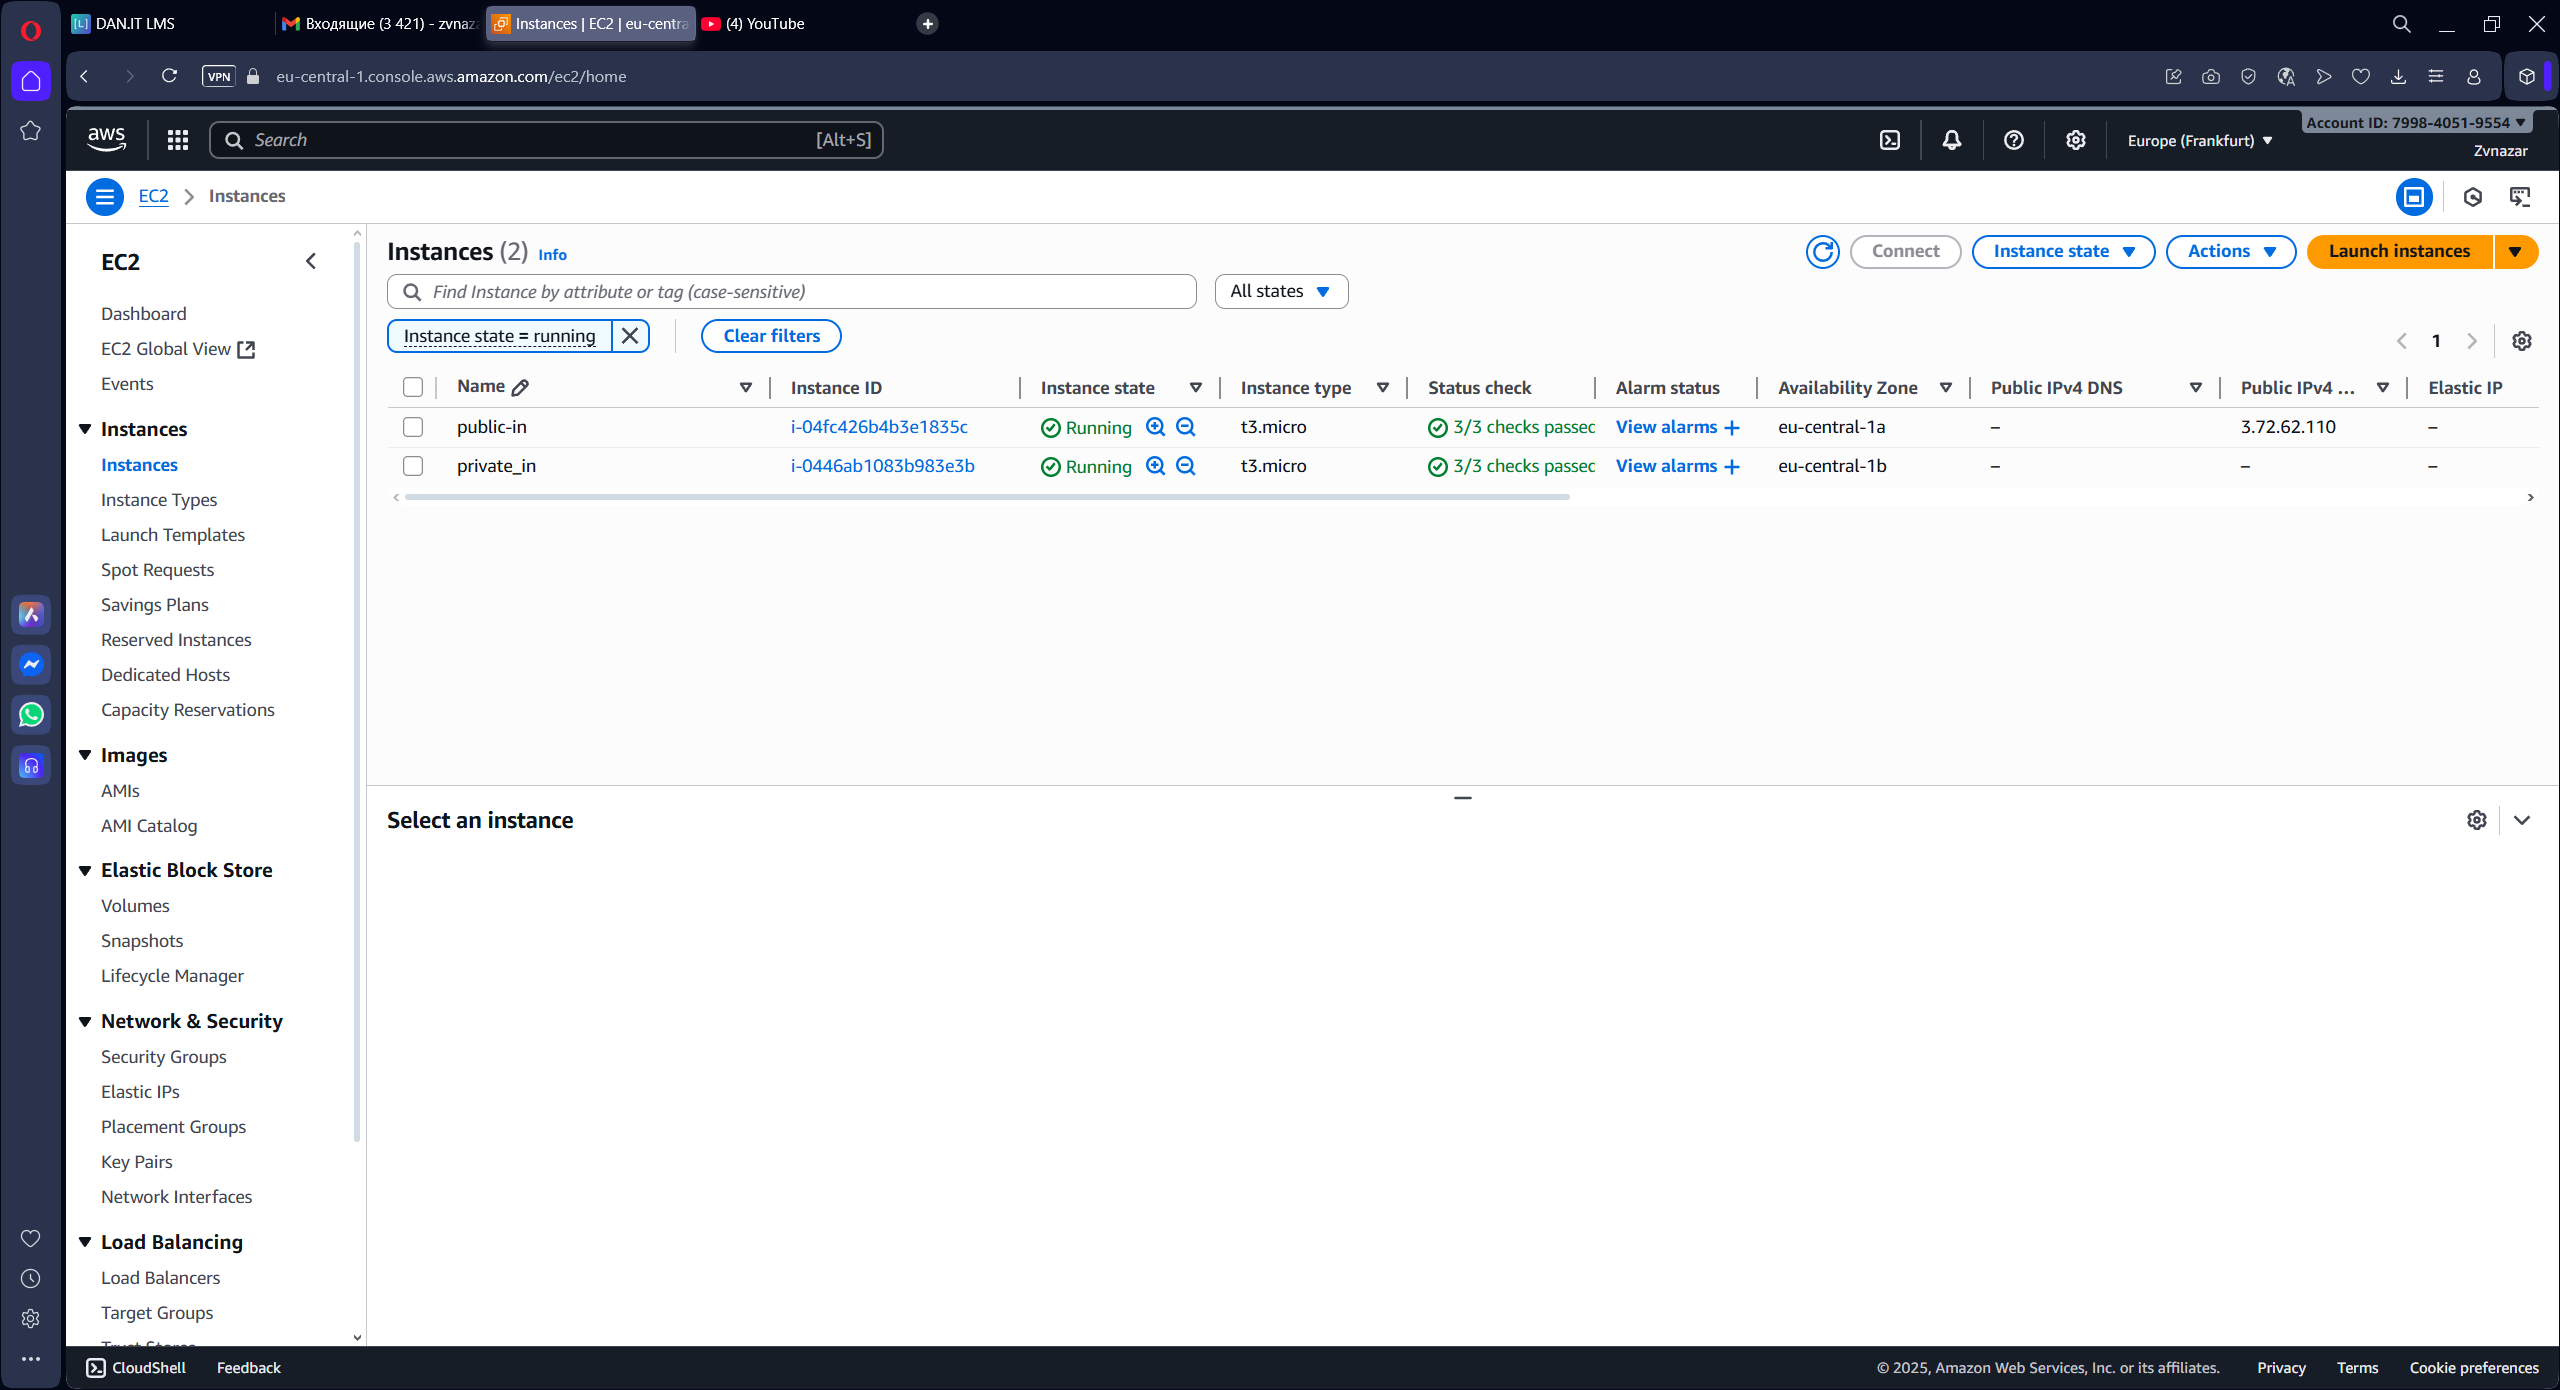 DAN.IT LMS
Входящие (3 421) - zvnaz
Instances | EC2 | eu-centra
(4) YouTube
VPN
eu-central-1.console.aws.amazon.com/ec2/home
aws
Search
[Alt+S]
Europe (Frankfurt)
Account ID: 7998-4051-9554
Zvnazar
EC2
Instances
EC2
Dashboard
EC2 Global View
Events
Instances
Instances
Instance Types
Launch Templates
Spot Requests
Savings Plans
Reserved Instances
Dedicated Hosts
Capacity Reservations
Images
AMIs
AMI Catalog
Elastic Block Store
Volumes
Snapshots
Lifecycle Manager
Network & Security
Security Groups
Elastic IPs
Placement Groups
Key Pairs
Network Interfaces
Load Balancing
Load Balancers
Target Groups
Instances (2) Info
Connect
Instance state
Actions
Launch instances
Find Instance by attribute or tag (case-sensitive)
All states
Instance state = running
Clear filters
1
Name Instance ID Instance state Instance type Status check Alarm status Availability Zone Public IPv4 DNS Public IPv4 ... Elastic IP
public-in i-04fc426b4b3e1835c Running t3.micro 3/3 checks passed View alarms + eu-central-1a – 3.72.62.110 –
private_in i-0446ab1083b983e3b Running t3.micro 3/3 checks passed View alarms + eu-central-1b – – –
Select an instance
CloudShell
Feedback
© 2025, Amazon Web Services, Inc. or its affiliates.
Privacy
Terms
Cookie preferences